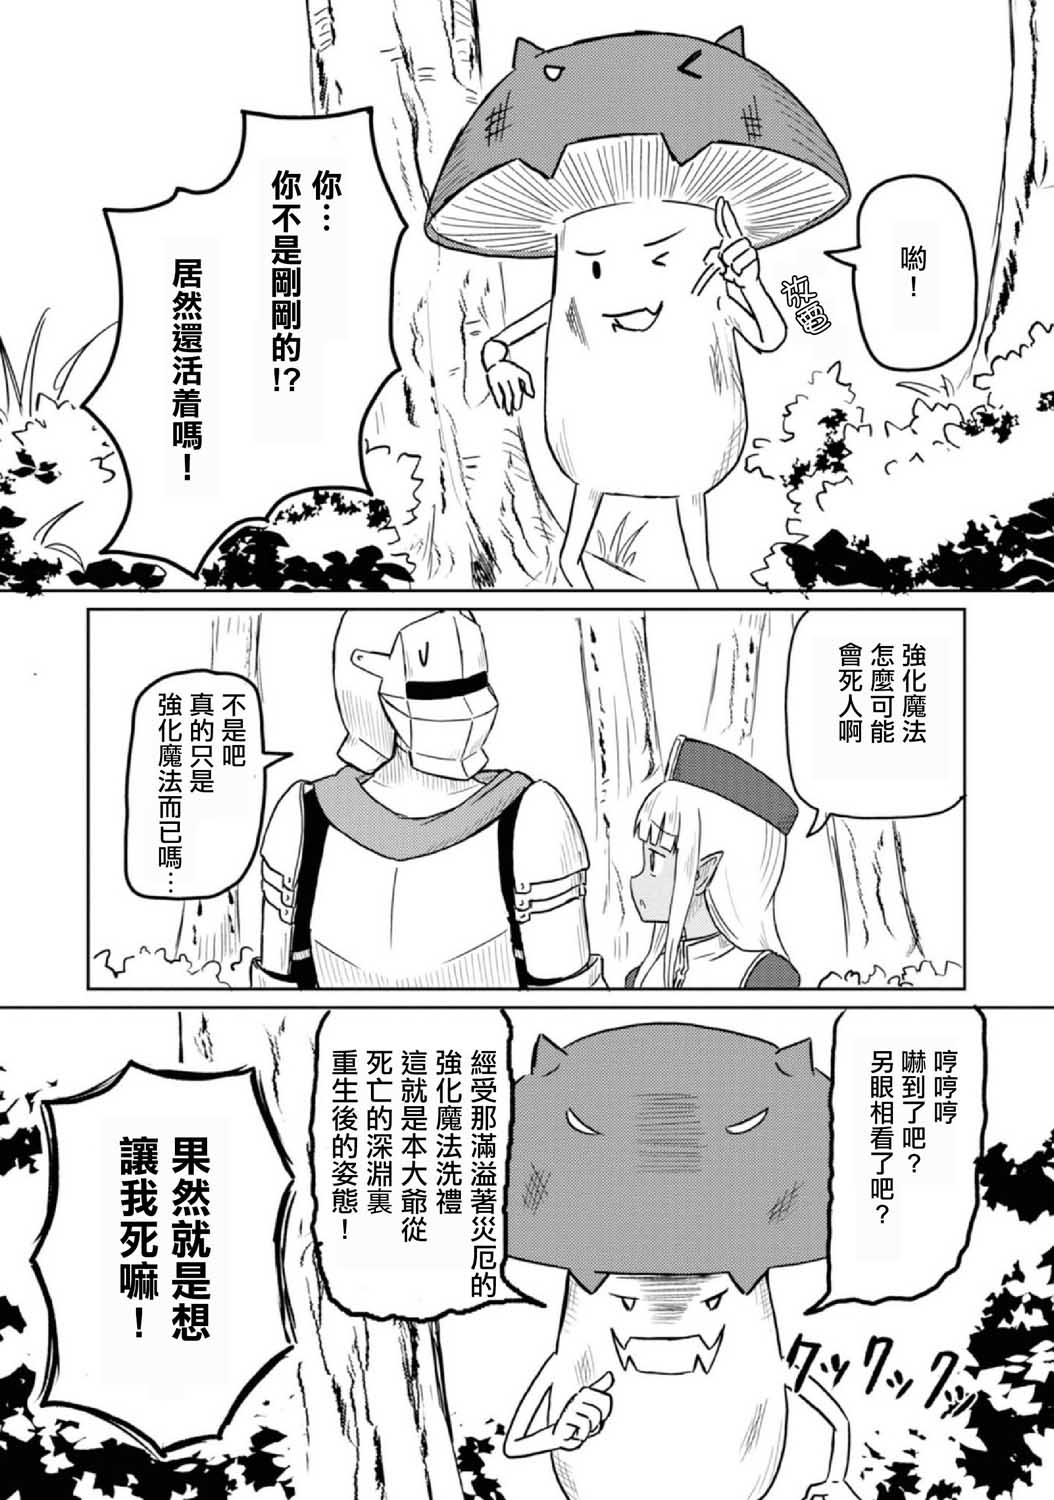 喲！
你…
你不是剛剛的!?
居然還活着嗎！
強化魔法
怎麼可能
會死人啊
不是吧
真的只是
強化魔法而已嗎…
哼哼哼
嚇到了吧？
另眼相看了吧？
經受那滿溢著災厄的
強化魔法洗禮
這就是本大爺從
死亡的深淵裏
重生後的姿態！
クックックッ
果然就是想
讓我死嘛！